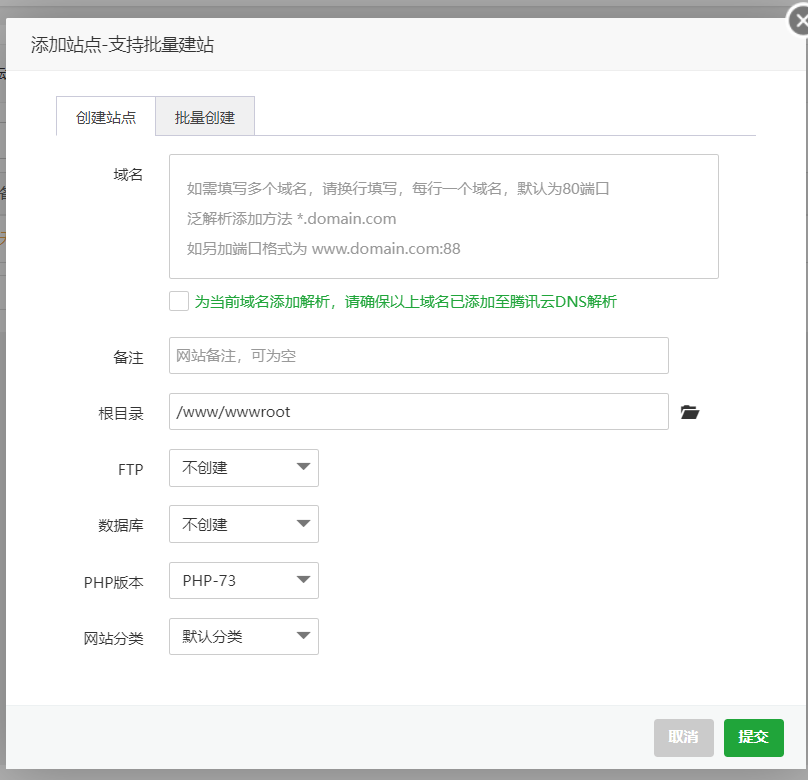 添加站点-支持批量建站
创建站点 批量创建
域名
如需填写多个域名，请换行填写，每行一个域名，默认为80端口
泛解析添加方法 *.domain.com
如另加端口格式为 www.domain.com:88
为当前域名添加解析，请确保以上域名已添加至腾讯云DNS解析
备注 网站备注，可为空
根目录 /www/wwwroot
FTP 不创建
数据库 不创建
PHP版本 PHP-73
网站分类 默认分类
取消 提交